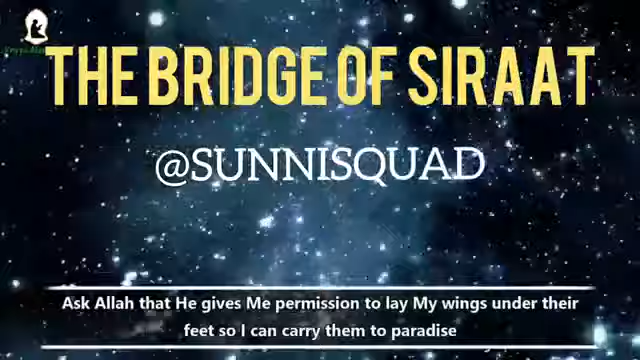 THE BRIDGE OF SIRAAT
@SUNNISQUAD
Ask Allah that He gives Me permission to lay My wings under their
feet so I can carry them to paradise